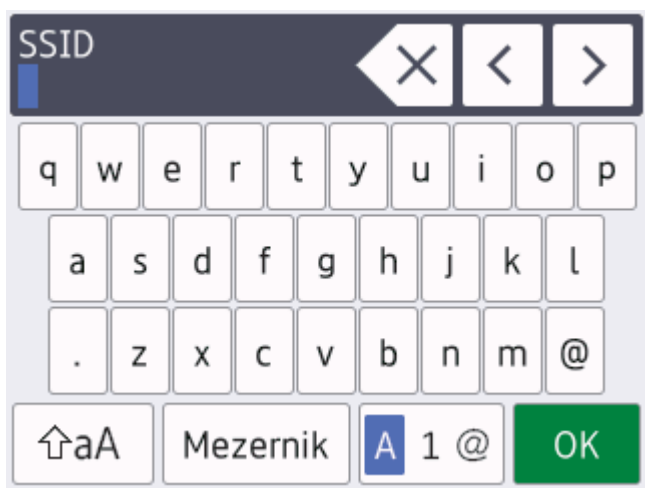 SSID
q w e r t y u i o p
a s d f g h j k l
. z x c v b n m @
aA Mezernik A 1 @ OK